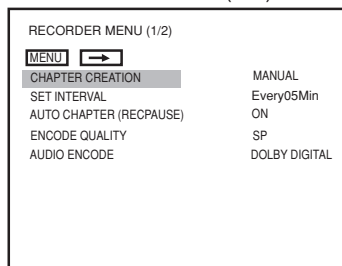 RECORDER MENU (1/2)
MENU →
CHAPTER CREATION MANUAL
SET INTERVAL Every05Min
AUTO CHAPTER (RECPAUSE) ON
ENCODE QUALITY SP
AUDIO ENCODE DOLBY DIGITAL